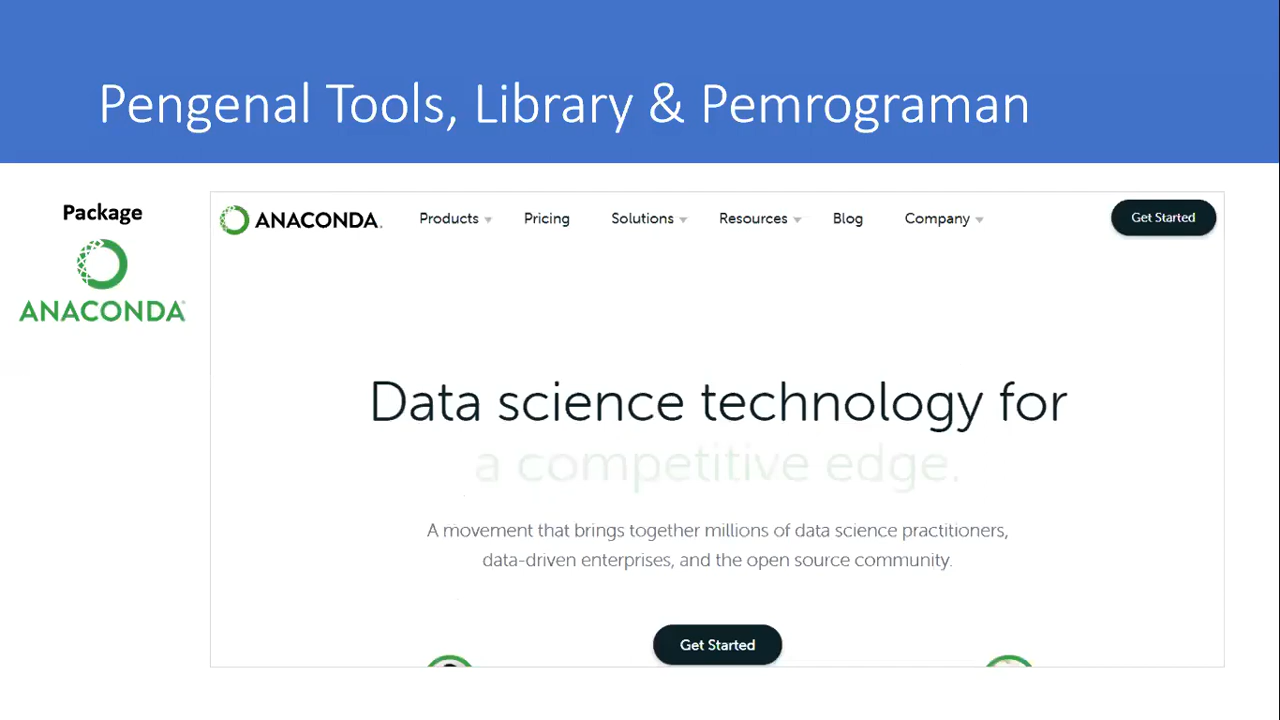 Pengenal Tools, Library & Pemrograman
Package
ANACONDA
ANACONDA.
Products
Pricing
Solutions
Resources
Blog
Company
Get Started
Data science technology for
a competitive edge.
A movement that brings together millions of data science practitioners,
data-driven enterprises, and the open source community.
Get Started